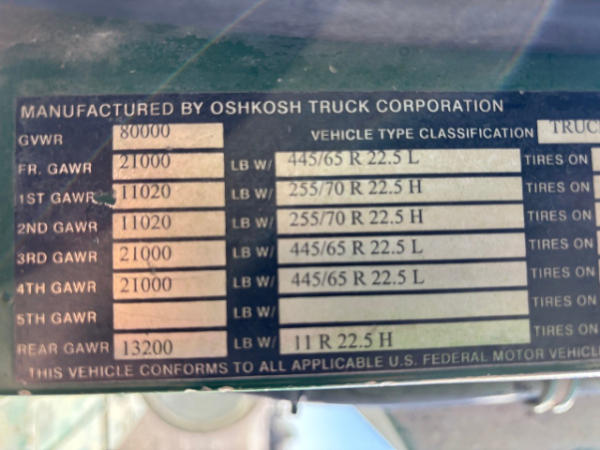 MANUFACTURED BY OSHKOSH TRUCK CORPORATION
GVWR 80000 VEHICLE TYPE CLASSIFICATION TRUC
FR. GAWR 21000 LB W/ 445/65 R 22.5 L TIRES ON
1ST GAWR 11020 LB W/ 255/70 R 22.5 H TIRES ON
2ND GAWR 11020 LB W/ 255/70 R 22.5 H TIRES ON
3RD GAWR 21000 LB W/ 445/65 R 22.5 L TIRES ON
4TH GAWR 21000 LB W/ 445/65 R 22.5 L TIRES ON
5TH GAWR LB W/ TIRES ON
REAR GAWR 13200 LB W/ 11 R 22.5 H TIRES ON
THIS VEHICLE CONFORMS TO ALL APPLICABLE U.S. FEDERAL MOTOR VEHICL